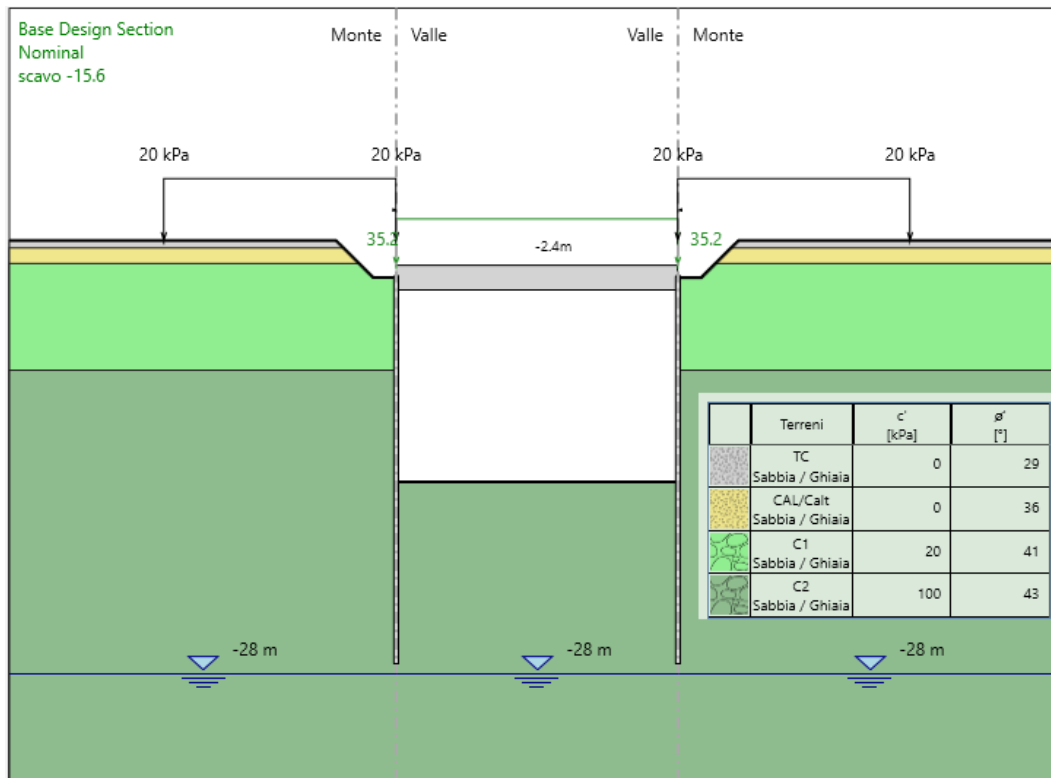 Base Design Section
Nominal
scavo -15.6
Monte Valle Valle Monte
20 kPa 20 kPa 20 kPa 20 kPa
35.2 -2.4m 35.2
Terreni c' ø'
[kPa] [°]
TC
Sabbia / Ghiaia 0 29
CAL/Calt
Sabbia / Ghiaia 0 36
C1
Sabbia / Ghiaia 20 41
C2
Sabbia / Ghiaia 100 43
-28 m -28 m -28 m